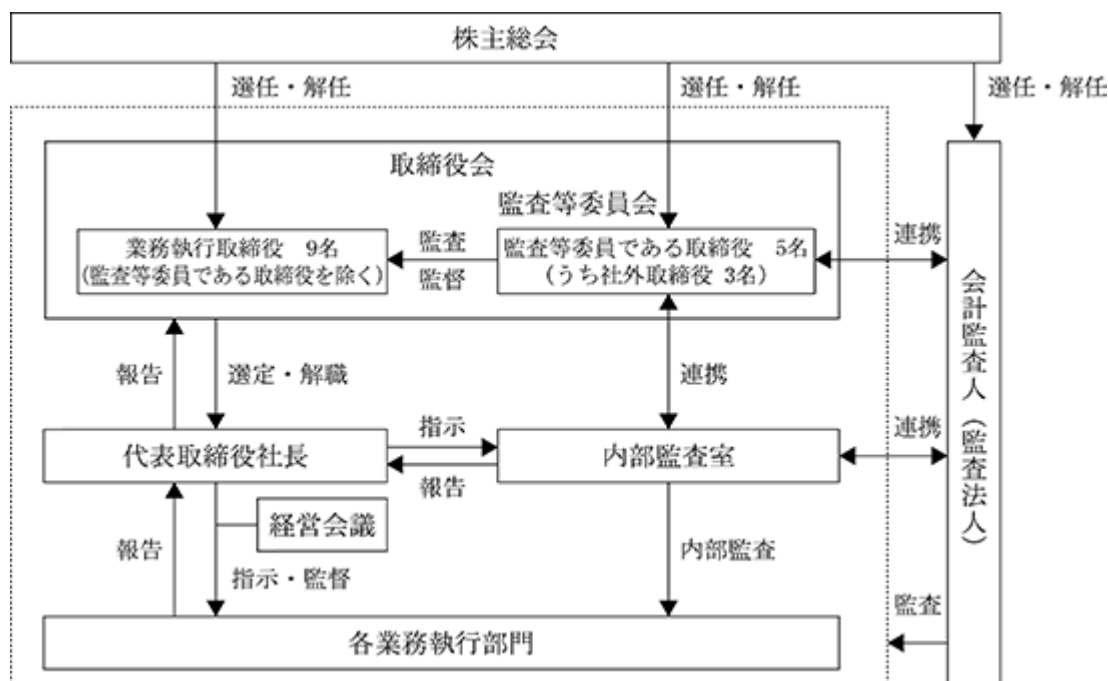 株主総会
選任・解任
選任・解任
選任・解任
取締役会
監査等委員会
業務執行取締役 9名
(監査等委員である取締役を除く)
監査
監督
監査等委員である取締役 5名
(うち社外取締役 3名)
連携
会計監査人(監査法人)
報告
選定・解職
連携
代表取締役社長
指示
報告
内部監査室
連携
経営会議
報告
指示・監督
内部監査
監査
各業務執行部門